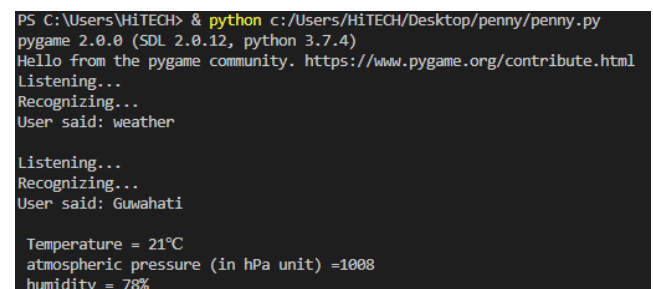 PS C:\Users\HiTECH> & python c:/Users/HiTECH/Desktop/penny/penny.py
pygame 2.0.0 (SDL 2.0.12, python 3.7.4)
Hello from the pygame community. https://www.pygame.org/contribute.html
Listening...
Recognizing...
User said: weather
Listening...
Recognizing...
User said: Guwahati
Temperature = 21℃
atmospheric pressure (in hPa unit) =1008
humidity = 78%